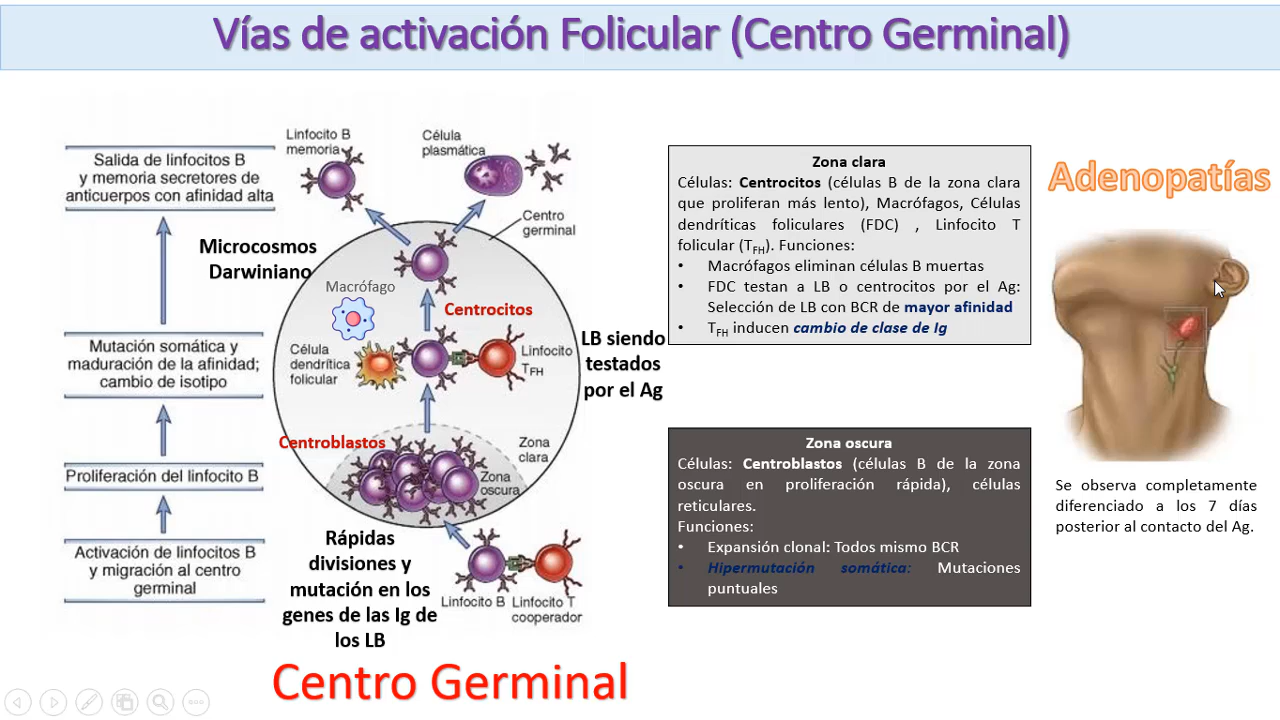 Vías de activación Folicular (Centro Germinal)
Salida de linfocitos B
y memoria secretores de
anticuerpos con afinidad alta
Mutación somática y
maduración de la afinidad;
cambio de isotipo
Proliferación del linfocito B
Activación de linfocitos B
y migración al centro
germinal
Linfocito B
memoria
Célula
plasmática
Centro
germinal
Microcosmos
Darwiniano
Macrófago
Centrocitos
Célula
dendrítica
folicular
Linfocito
TFH
LB siendo
testados
por el Ag
Centroblastos
Zona
clara
Zona
oscura
Rápidas
divisiones y
mutación en los
genes de las Ig de
los LB
Linfocito B
Linfocito T
cooperador
Centro Germinal
Zona clara
Células: Centrocitos (células B de la zona clara
que proliferan más lento), Macrófagos, Células
dendríticas foliculares (FDC) , Linfocito T
folicular (TFH). Funciones:
• Macrófagos eliminan células B muertas
• FDC testan a LB o centrocitos por el Ag:
Selección de LB con BCR de mayor afinidad
• TFH inducen cambio de clase de Ig
Zona oscura
Células: Centroblastos (células B de la zona
oscura en proliferación rápida), células
reticulares.
Funciones:
• Expansión clonal: Todos mismo BCR
• Hipermutación somática: Mutaciones
puntuales
Adenopatías
Se observa completamente
diferenciado a los 7 días
posterior al contacto del Ag.